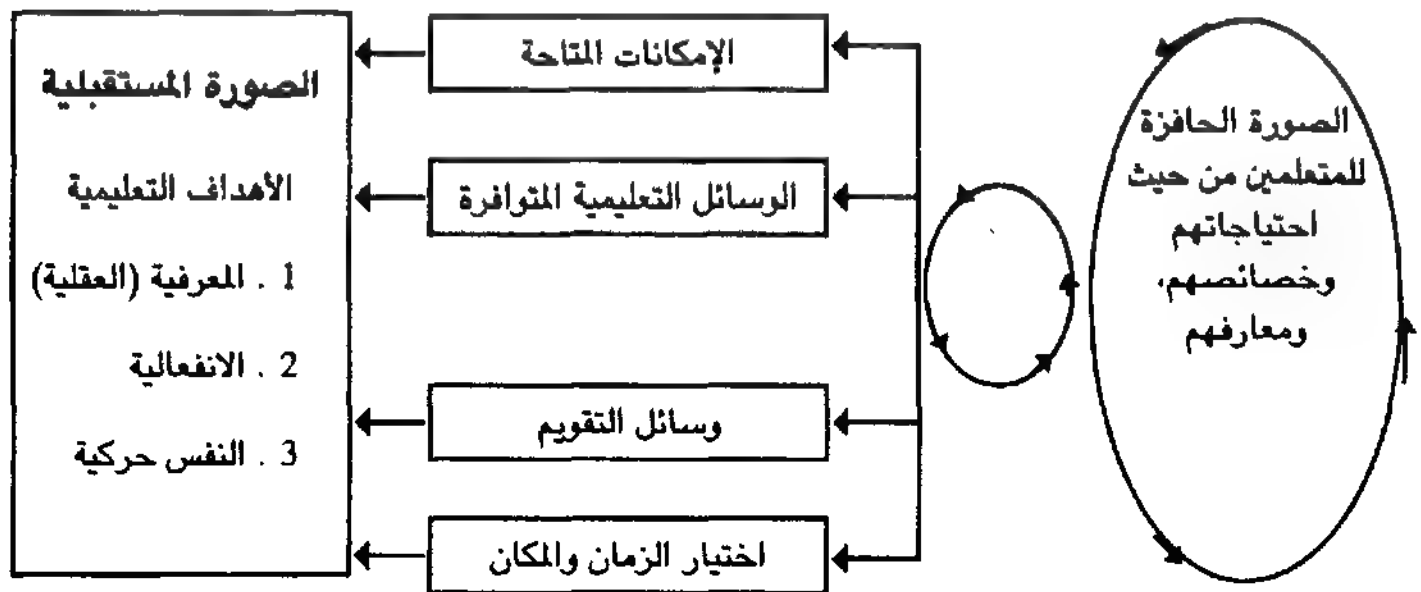 الصورة الحافزة
للمتعلمين من حيث
احتياجاتهم
وخصائصهم،
ومعارفهم
الإمكانات المتاحة
الوسائل التعليمية المتوافرة
وسائل التقويم
اختيار الزمان والمكان
الصورة المستقبلية
الأهداف التعليمية
1 . المعرفية (العقلية)
2 . الانفعالية
3 . النفس حركية